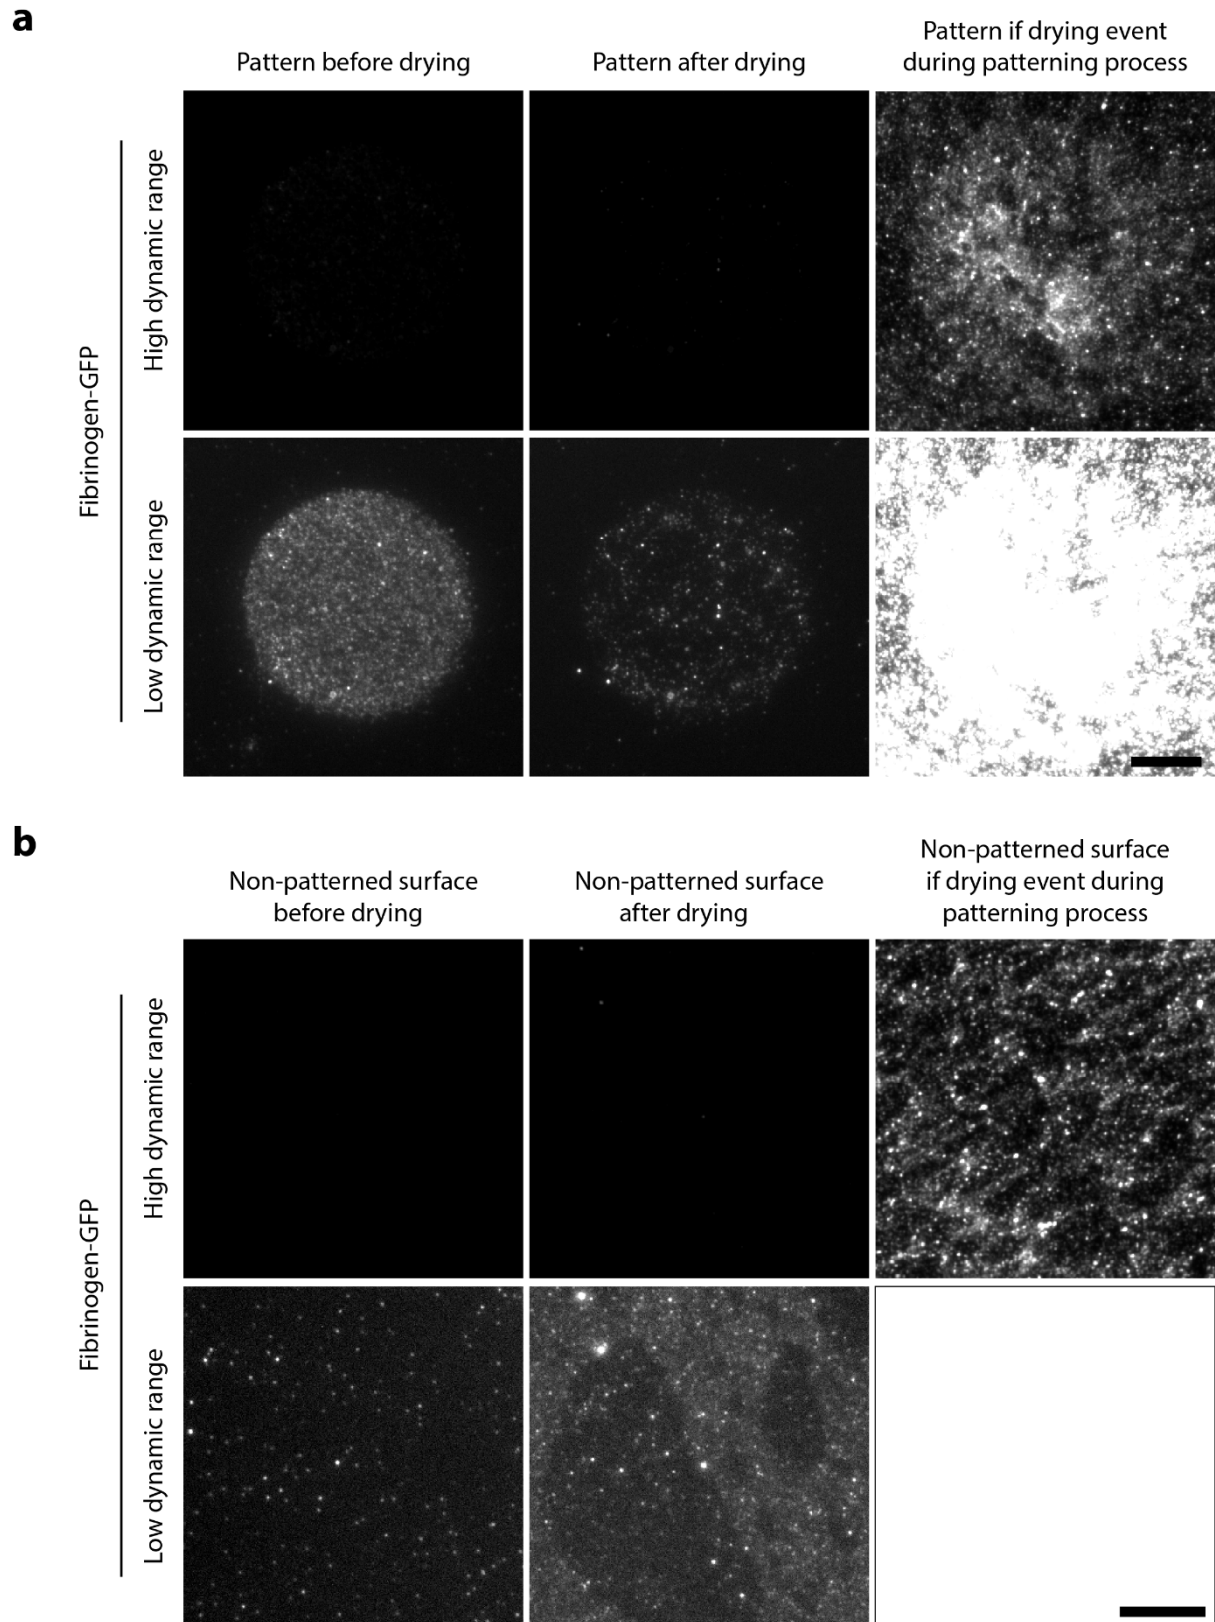 a
Pattern before drying
Pattern after drying
Pattern if drying event
during patterning process
Fibrinogen-GFP
High dynamic range
Low dynamic range
b
Non-patterned surface
before drying
Non-patterned surface
after drying
Non-patterned surface
if drying event during
patterning process
Fibrinogen-GFP
High dynamic range
Low dynamic range